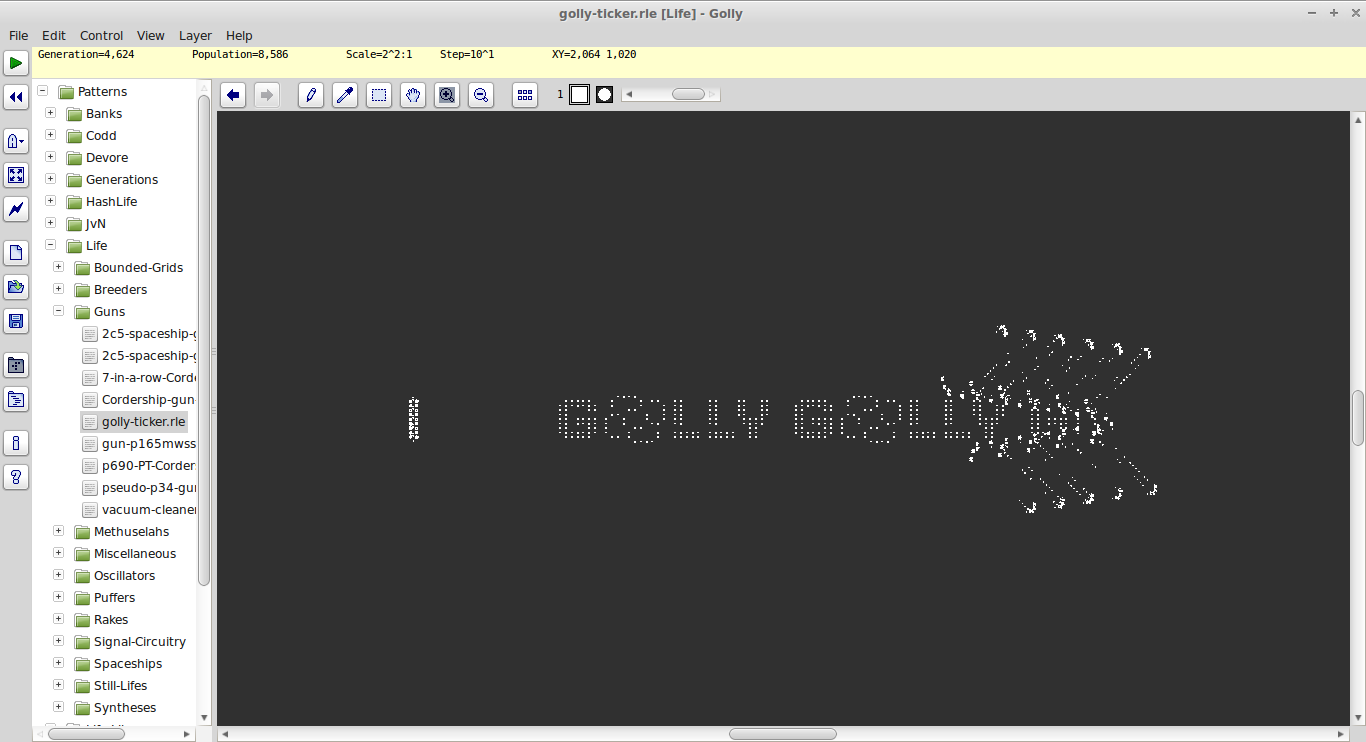 golly-ticker.rle [Life] - Golly
File Edit Control View Layer Help
Generation=4,624 Population=8,586 Scale=2^2:1 Step=10^1 XY=2,064 1,020
1
Patterns
Banks
Codd
Devore
Generations
HashLife
JvN
Life
Bounded-Grids
Breeders
Guns
2c5-spaceship-g
2c5-spaceship-g
7-in-a-row-Corde
Cordership-gun
golly-ticker.rle
gun-p165mwss
p690-PT-Corder
pseudo-p34-gun
vacuum-cleaner
Methuselahs
Miscellaneous
Oscillators
Puffers
Rakes
Signal-Circuitry
Spaceships
Still-Lifes
Syntheses
GOLLY GOLLY